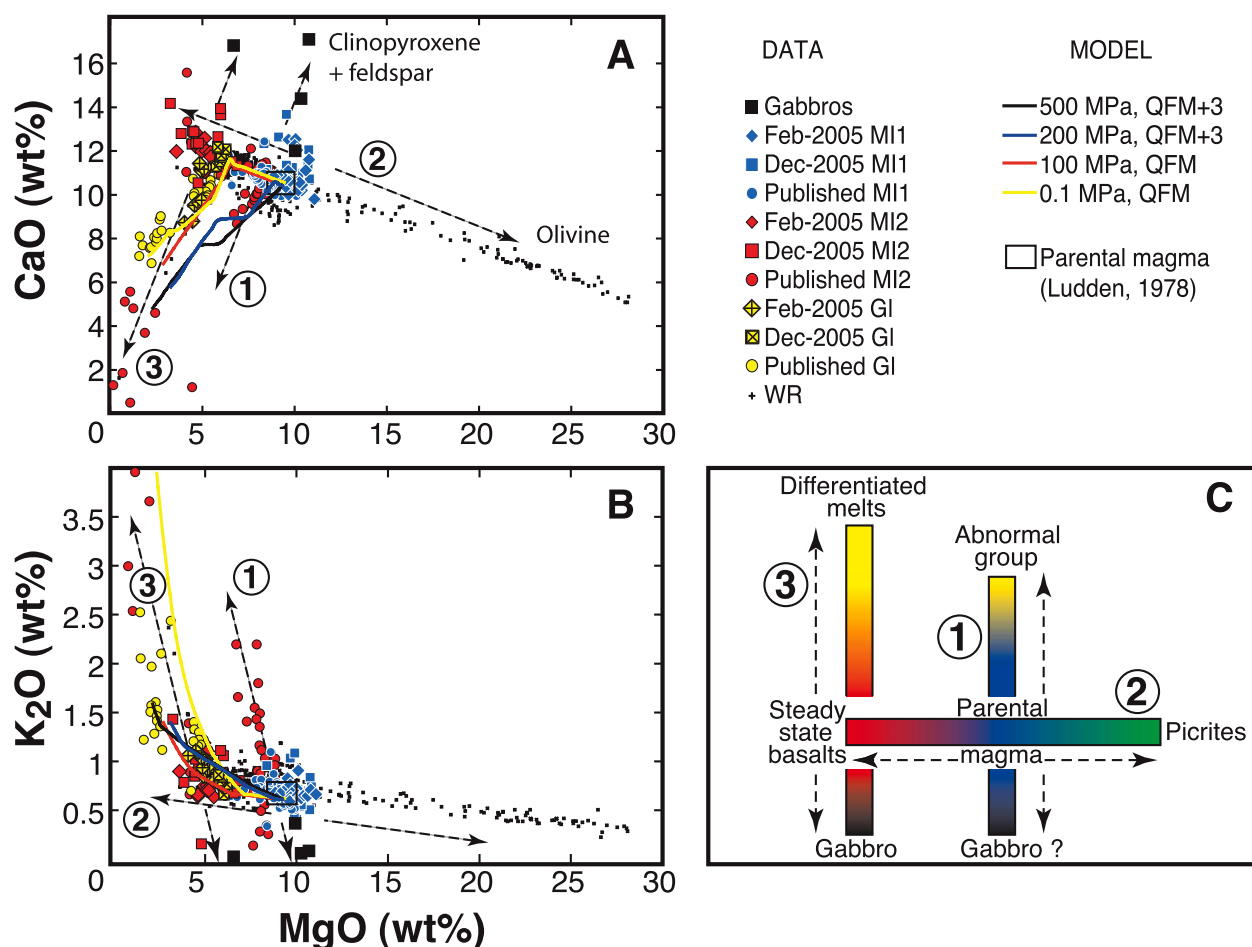 A
CaO (wt%)
16
14
12
10
8
6
4
2
0
5
10
15
20
25
30
Clinopyroxene
+ feldspar
Olivine
2
1
3
DATA
Gabbros
Feb-2005 MI1
Dec-2005 MI1
Published MI1
Feb-2005 MI2
Dec-2005 MI2
Published MI2
Feb-2005 Gl
Dec-2005 Gl
Published Gl
WR
MODEL
500 MPa, QFM+3
200 MPa, QFM+3
100 MPa, QFM
0.1 MPa, QFM
Parental magma
(Ludden, 1978)
B
K2O (wt%)
3.5
3
2.5
2
1.5
1
0.5
0
5
10
15
20
25
30
MgO (wt%)
3
1
2
C
Differentiated
melts
Abnormal
group
3
1
2
Steady
state
basalts
Parental
magma
Picrites
Gabbro
Gabbro ?